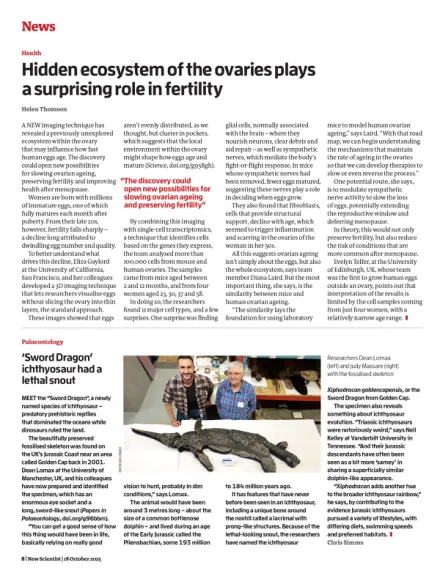 News
Health
Hidden ecosystem of the ovaries plays
a surprising role in fertility
Helen Thomson
A NEW imaging technique has
revealed a previously unexplored
ecosystem within the ovary
that may influence how fast
human eggs age. The discovery
could open new possibilities
for slowing ovarian ageing,
preserving fertility and improving
health after menopause.
Women are born with millions
of immature eggs, one of which
fully matures each month after
puberty. From their late 20s,
however, fertility falls sharply –
a decline long attributed to
dwindling egg number and quality.
To better understand what
drives this decline, Eliza Gaylord
at the University of California,
San Francisco, and her colleagues
developed a 3D imaging technique
that lets researchers visualise eggs
without slicing the ovary into thin
layers, the standard approach.
These images showed that eggs
aren't evenly distributed, as we
thought, but cluster in pockets,
which suggests that the local
environment within the ovary
might shape how eggs age and
mature (Science, doi.org/g958gh).
"The discovery could
open new possibilities for
slowing ovarian ageing
and preserving fertility"
By combining this imaging
with single-cell transcriptomics,
a technique that identifies cells
based on the genes they express,
the team analysed more than
100,000 cells from mouse and
human ovaries. The samples
came from mice aged between
2 and 12 months, and from four
women aged 23, 30, 37 and 58.
In doing so, the researchers
found 11 major cell types, and a few
surprises. One surprise was finding
glial cells, normally associated
with the brain – where they
nourish neurons, clear debris and
aid repair – as well as sympathetic
nerves, which mediate the body's
fight-or-flight response. In mice
whose sympathetic nerves had
been removed, fewer eggs matured,
suggesting these nerves play a role
in deciding when eggs grow.
They also found that fibroblasts,
cells that provide structural
support, decline with age, which
seemed to trigger inflammation
and scarring in the ovaries of the
woman in her 50s.
All this suggests ovarian ageing
isn't simply about the eggs, but also
the whole ecosystem, says team
member Diana Laird. But the most
important thing, she says, is the
similarity between mice and
human ovarian ageing.
"The similarity lays the
foundation for using laboratory
mice to model human ovarian
ageing," says Laird. "With that road
map, we can begin understanding
the mechanisms that maintain
the rate of ageing in the ovaries
so that we can develop therapies to
slow or even reverse the process."
One potential route, she says,
is to modulate sympathetic
nerve activity to slow the loss
of eggs, potentially extending
the reproductive window and
deferring menopause.
In theory, this would not only
preserve fertility, but also reduce
the risk of conditions that are
more common after menopause.
Evelyn Telfer, at the University
of Edinburgh, UK, whose team
was the first to grow human eggs
outside an ovary, points out that
interpretation of the results is
limited by the cell samples coming
from just four women, with a
relatively narrow age range.
Palaeontology
'Sword Dragon'
ichthyosaur had a
lethal snout
MEET the "Sword Dragon", a newly
named species of ichthyosaur –
predatory prehistoric reptiles
that dominated the oceans while
dinosaurs ruled the land.
The beautifully preserved
fossilised skeleton was found on
the UK's Jurassic Coast near an area
called Golden Cap back in 2001.
Dean Lomax at the University of
Manchester, UK, and his colleagues
have now prepared and identified
the specimen, which has an
enormous eye socket and a
long, sword-like snout (Papers in
Palaeontology, doi.org/g96bbm).
"You can get a good sense of how
this thing would have been in life,
basically relying on really good
vision to hunt, probably in dim
conditions," says Lomax.
The animal would have been
around 3 metres long – about the
size of a common bottlenose
dolphin – and lived during an age
of the Early Jurassic called the
Pliensbachian, some 193 million
to 184 million years ago.
It has features that have never
before been seen in an ichthyosaur,
including a unique bone around
the nostril called a lacrimal with
prong-like structures. Because of the
lethal-looking snout, the researchers
have named the ichthyosaur
Researchers Dean Lomax
(left) and Judy Massare (right)
with the fossilised skeleton
Xiphodracon goldencapensis, or the
Sword Dragon from Golden Cap.
The specimen also reveals
something about ichthyosaur
evolution. "Triassic ichthyosaurs
were notoriously weird," says Neil
Kelley at Vanderbilt University in
Tennessee. "And their Jurassic
descendants have often been
seen as a bit more 'samey' in
sharing a superficially similar
dolphin-like appearance.
"Xiphodracon adds another hue
to the broader ichthyosaur rainbow,"
he says, by contributing to the
evidence Jurassic ichthyosaurs
pursued a variety of lifestyles, with
differing diets, swimming speeds
and preferred habitats.
Chris Simms
8 | New Scientist | 18 October 2025